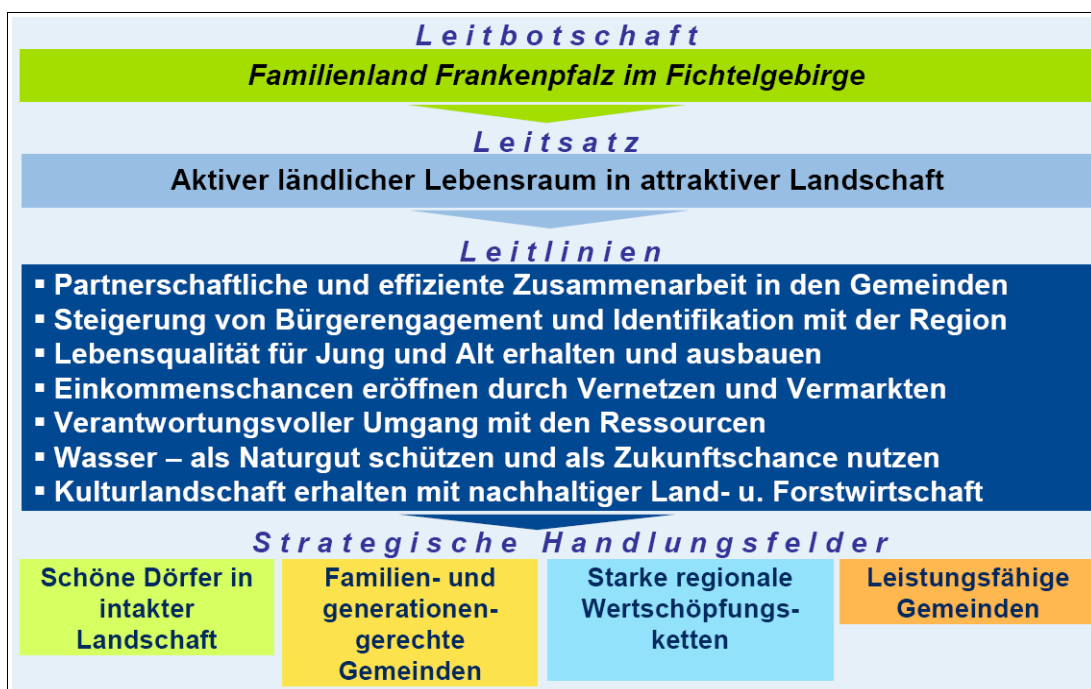 Leitbotschaft
Familienland Frankenpfalz im Fichtelgebirge
Leitsatz
Aktiver ländlicher Lebensraum in attraktiver Landschaft
Leitlinien
▪ Partnerschaftliche und effiziente Zusammenarbeit in den Gemeinden
▪ Steigerung von Bürgerengagement und Identifikation mit der Region
▪ Lebensqualität für Jung und Alt erhalten und ausbauen
▪ Einkommenschancen eröffnen durch Vernetzen und Vermarkten
▪ Verantwortungsvoller Umgang mit den Ressourcen
▪ Wasser – als Naturgut schützen und als Zukunftschance nutzen
▪ Kulturlandschaft erhalten mit nachhaltiger Land- u. Forstwirtschaft
Strategische Handlungsfelder
Schöne Dörfer in
intakter
Landschaft
Familien- und
generationen-
gerechte
Gemeinden
Starke regionale
Wertschöpfungs-
ketten
Leistungsfähige
Gemeinden